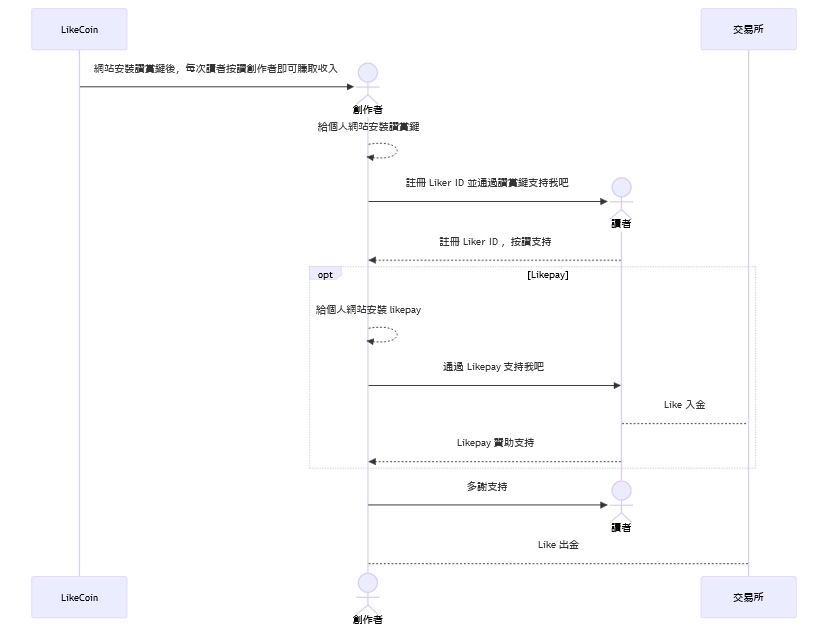 LikeCoin
交易所
網站安裝讚賞鍵後，每次讀者按讚創作者即可賺取收入
創作者
給個人網站安裝讚賞鍵
註冊 Liker ID 並通過讚賞鍵支持我吧
讀者
註冊 Liker ID ，按讚支持
opt
[Likepay]
給個人網站安裝 likepay
通過 Likepay 支持我吧
Like 入金
Likepay 贊助支持
多謝支持
讀者
Like 出金
LikeCoin
交易所
創作者